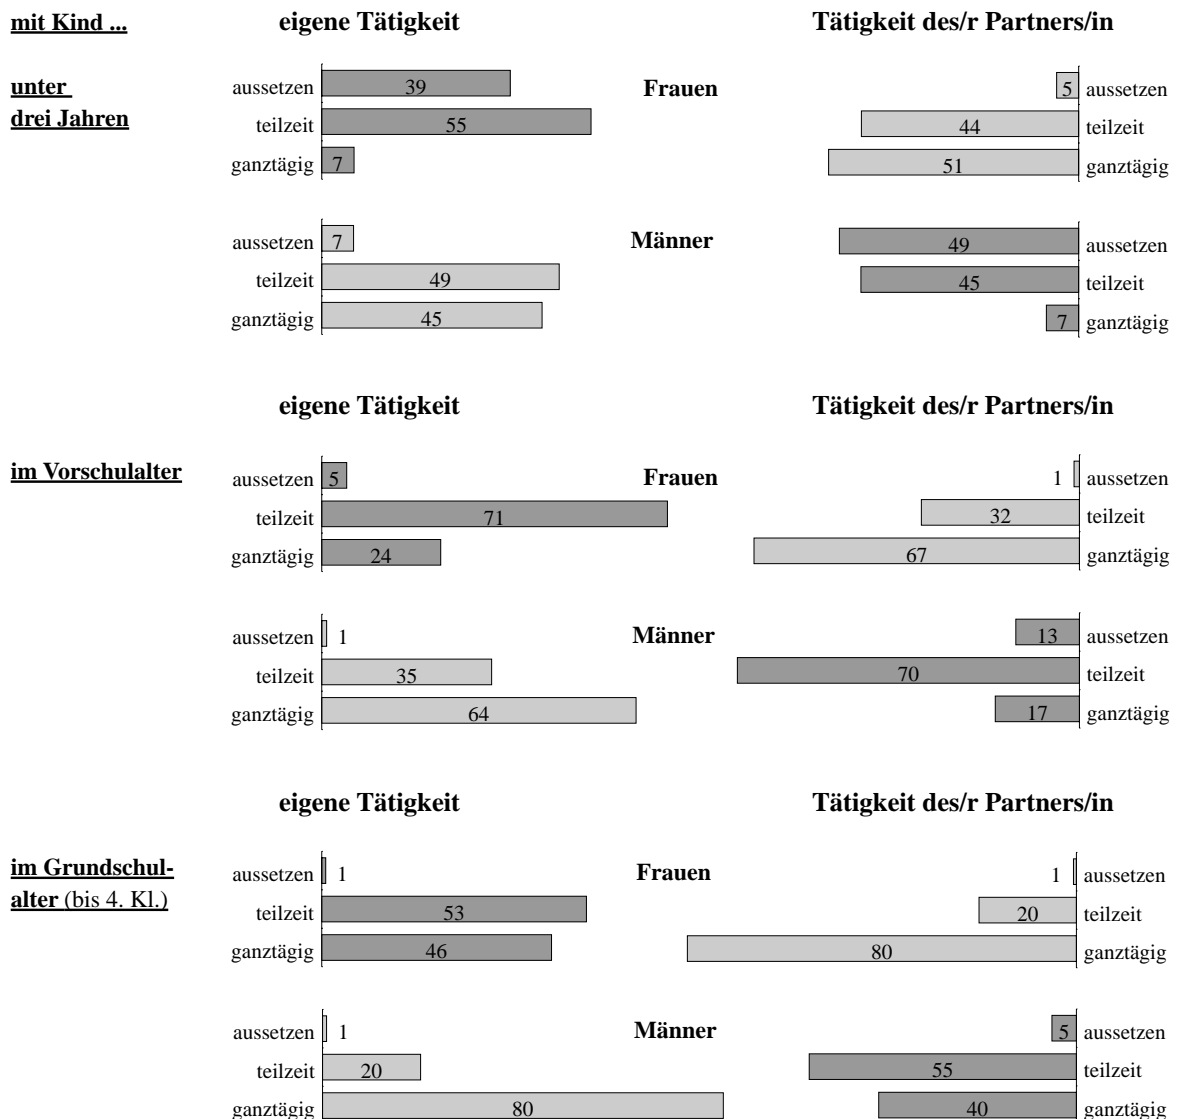 mit Kind ... eigene Tätigkeit Tätigkeit des/r Partners/in
unter
drei Jahren
aussetzen 39 Frauen 5 aussetzen
teilzeit 55 44 teilzeit
ganztägig 7 51 ganztägig
aussetzen 7 Männer 49 aussetzen
teilzeit 49 45 teilzeit
ganztägig 45 7 ganztägig
eigene Tätigkeit Tätigkeit des/r Partners/in
im Vorschulalter
aussetzen 5 Frauen 1 aussetzen
teilzeit 71 32 teilzeit
ganztägig 24 67 ganztägig
aussetzen 1 Männer 13 aussetzen
teilzeit 35 70 teilzeit
ganztägig 64 17 ganztägig
eigene Tätigkeit Tätigkeit des/r Partners/in
im Grundschul-
alter (bis 4. Kl.)
aussetzen 1 Frauen 1 aussetzen
teilzeit 53 20 teilzeit
ganztägig 46 80 ganztägig
aussetzen 1 Männer 5 aussetzen
teilzeit 20 55 teilzeit
ganztägig 80 40 ganztägig